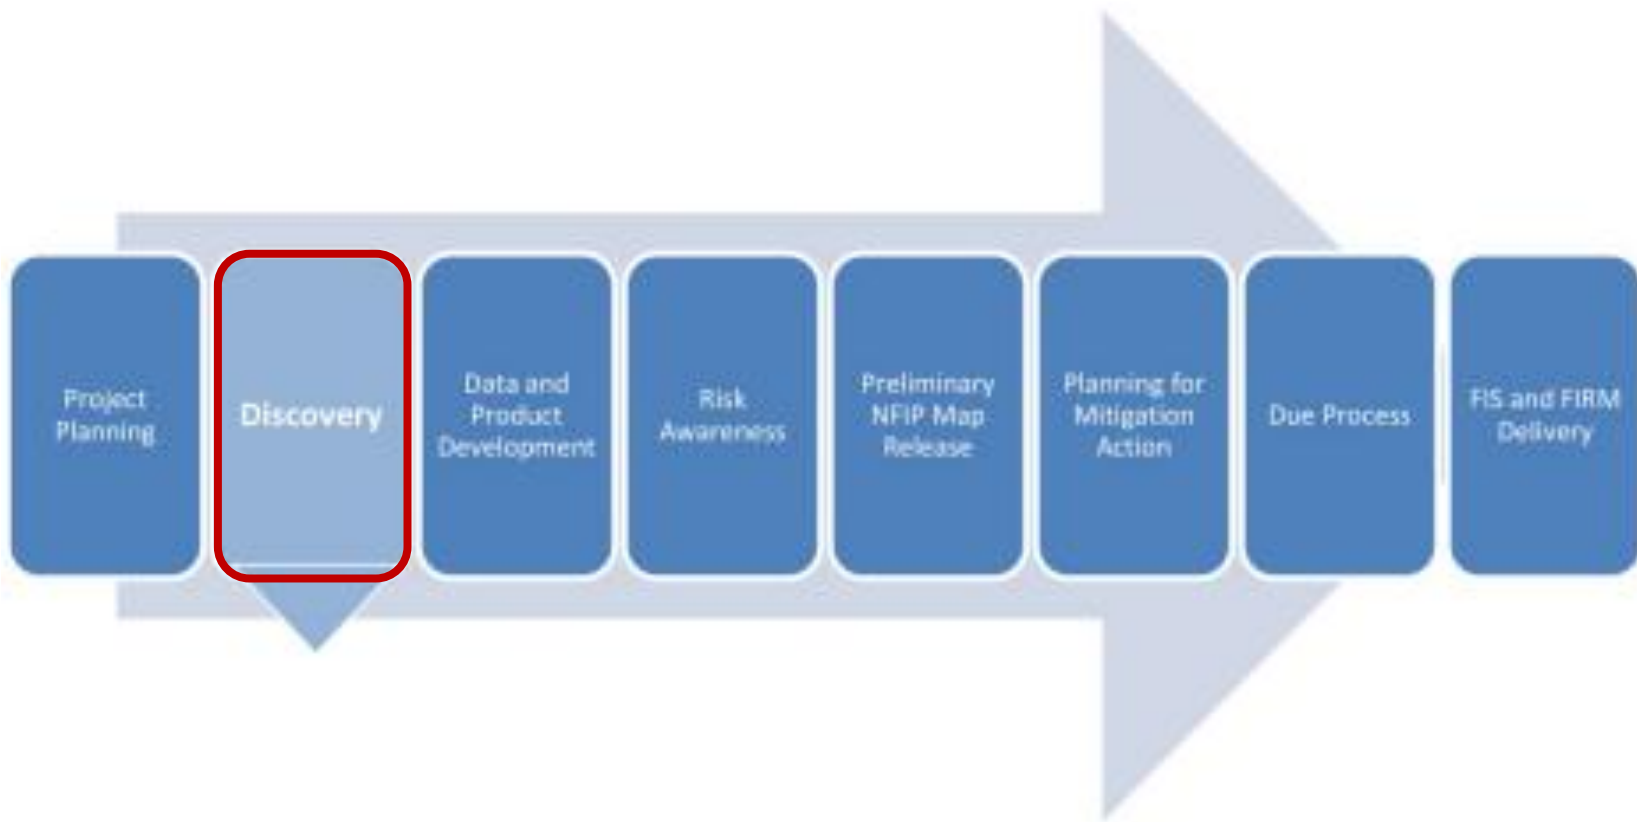 Project
Planning
Discovery
Data and
Product
Development
Risk
Awareness
Preliminary
NFIP Map
Release
Planning for
Mitigation
Action
Due Process
FIS and FIRM
Delivery